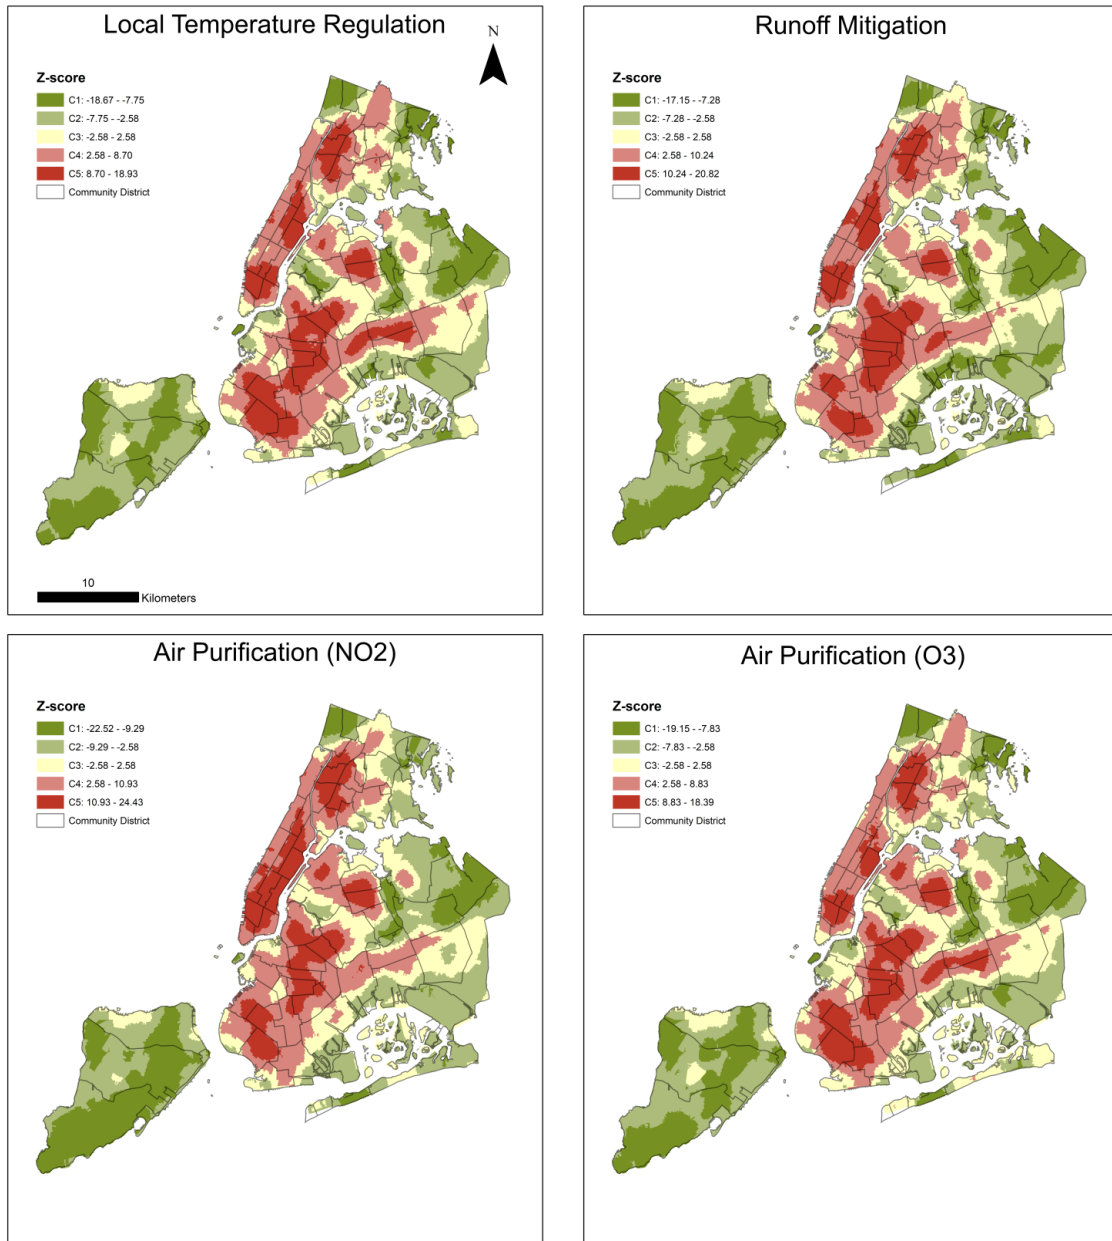 Local Temperature Regulation
N
Z-score
C1: -18.67 - -7.75
C2: -7.75 - -2.58
C3: -2.58 - 2.58
C4: 2.58 - 8.70
C5: 8.70 - 18.93
Community District
10
Kilometers
Runoff Mitigation
Z-score
C1: -17.15 - -7.28
C2: -7.28 - -2.58
C3: -2.58 - 2.58
C4: 2.58 - 10.24
C5: 10.24 - 20.82
Community District
Air Purification (NO2)
Z-score
C1: -22.52 - -9.29
C2: -9.29 - -2.58
C3: -2.58 - 2.58
C4: 2.58 - 10.93
C5: 10.93 - 24.43
Community District
Air Purification (O3)
Z-score
C1: -19.15 - -7.83
C2: -7.83 - -2.58
C3: -2.58 - 2.58
C4: 2.58 - 8.83
C5: 8.83 - 18.39
Community District